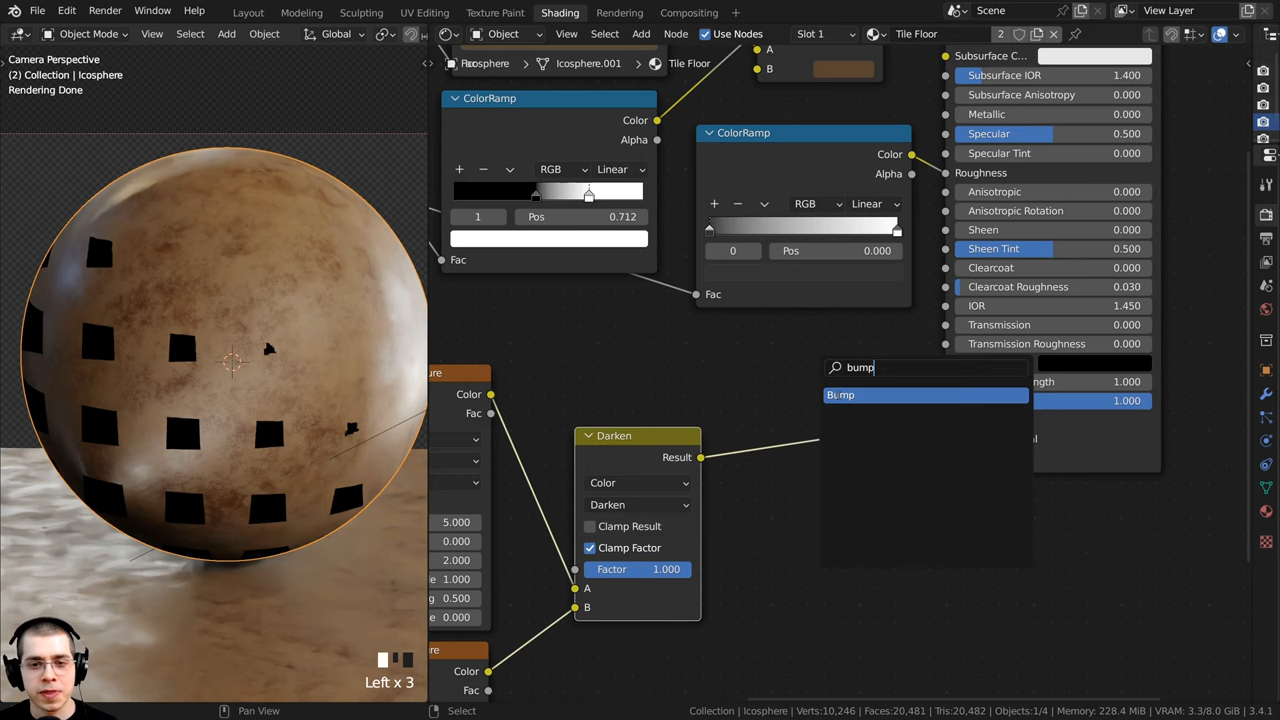 File Edit Render Window Help Layout Modeling Sculpting UV Editing Texture Paint Shading Rendering Compositing + Scene View Layer
Object Mode View Select Add Object Global Object View Select Add Node Use Nodes Slot 1 Tile Floor 2
Camera Perspective
(2) Collection | Icosphere
Rendering Done
Icosphere > Icosphere.001 > Tile Floor
A
B
ColorRamp
Color
Alpha
RGB Linear
1 Pos 0.712
Fac
ColorRamp
Color
Alpha
RGB Linear
0 Pos 0.000
Fac
Subsurface C...
Subsurface IOR 1.400
Subsurface Anisotropy 0.000
Metallic 0.000
Specular 0.500
Specular Tint 0.000
Roughness
Anisotropic 0.000
Anisotropic Rotation 0.000
Sheen 0.000
Sheen Tint 0.500
Clearcoat 0.000
Clearcoat Roughness 0.030
IOR 1.450
Transmission 0.000
Transmission Roughness 0.000
ngth 1.000
1.000
al
bump
Bump
ure
Color
Fac
5.000
0.000
2.000
e 1.000
g 0.500
e 0.000
ure
Color
Fac
Darken
Result
Color
Darken
Clamp Result
Clamp Factor
Factor 1.000
A
B
Left x 3
Pan View Select Collection | Icosphere | Verts:10,246 | Faces:20,481 | Tris:20,482 | Objects:1/4 | Memory: 228.4 MiB | VRAM: 3.3/8.0 GiB | 3.4.1